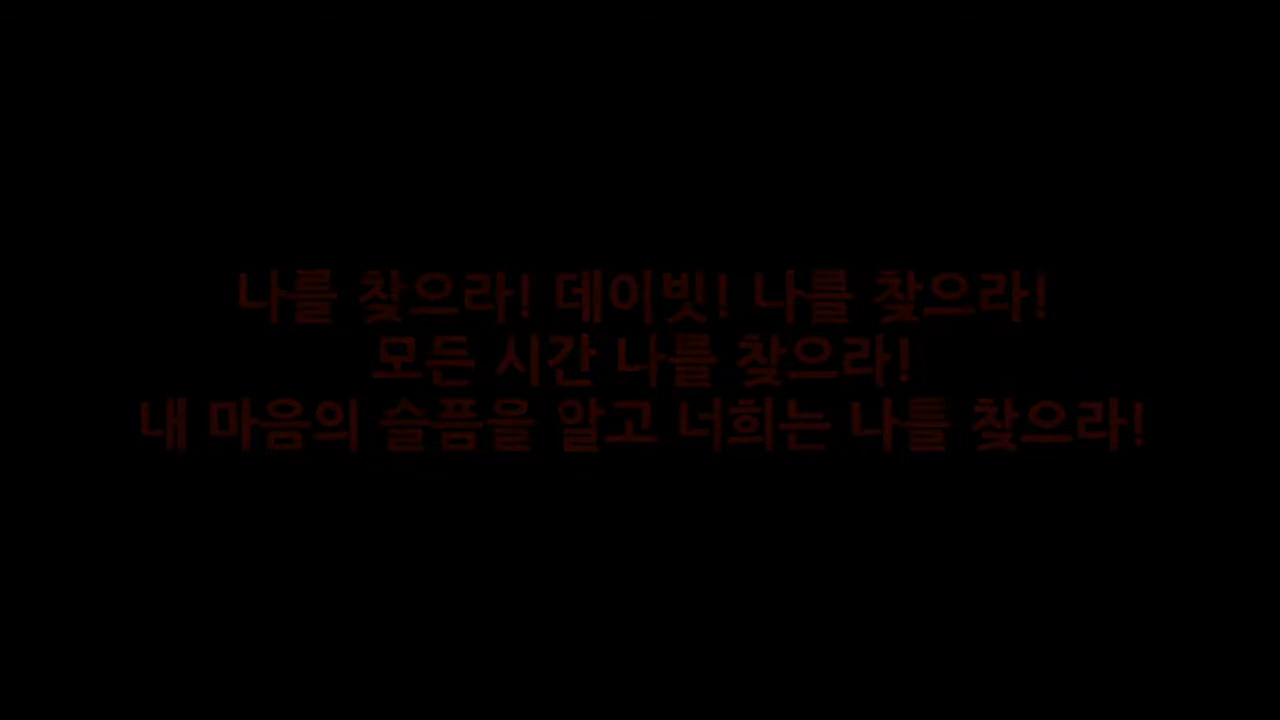 나를 찾으라! 데이빗! 나를 찾으라!
모든 시간 나를 찾으라!
내 마음의 슬픔을 알고 너희는 나를 찾으라!